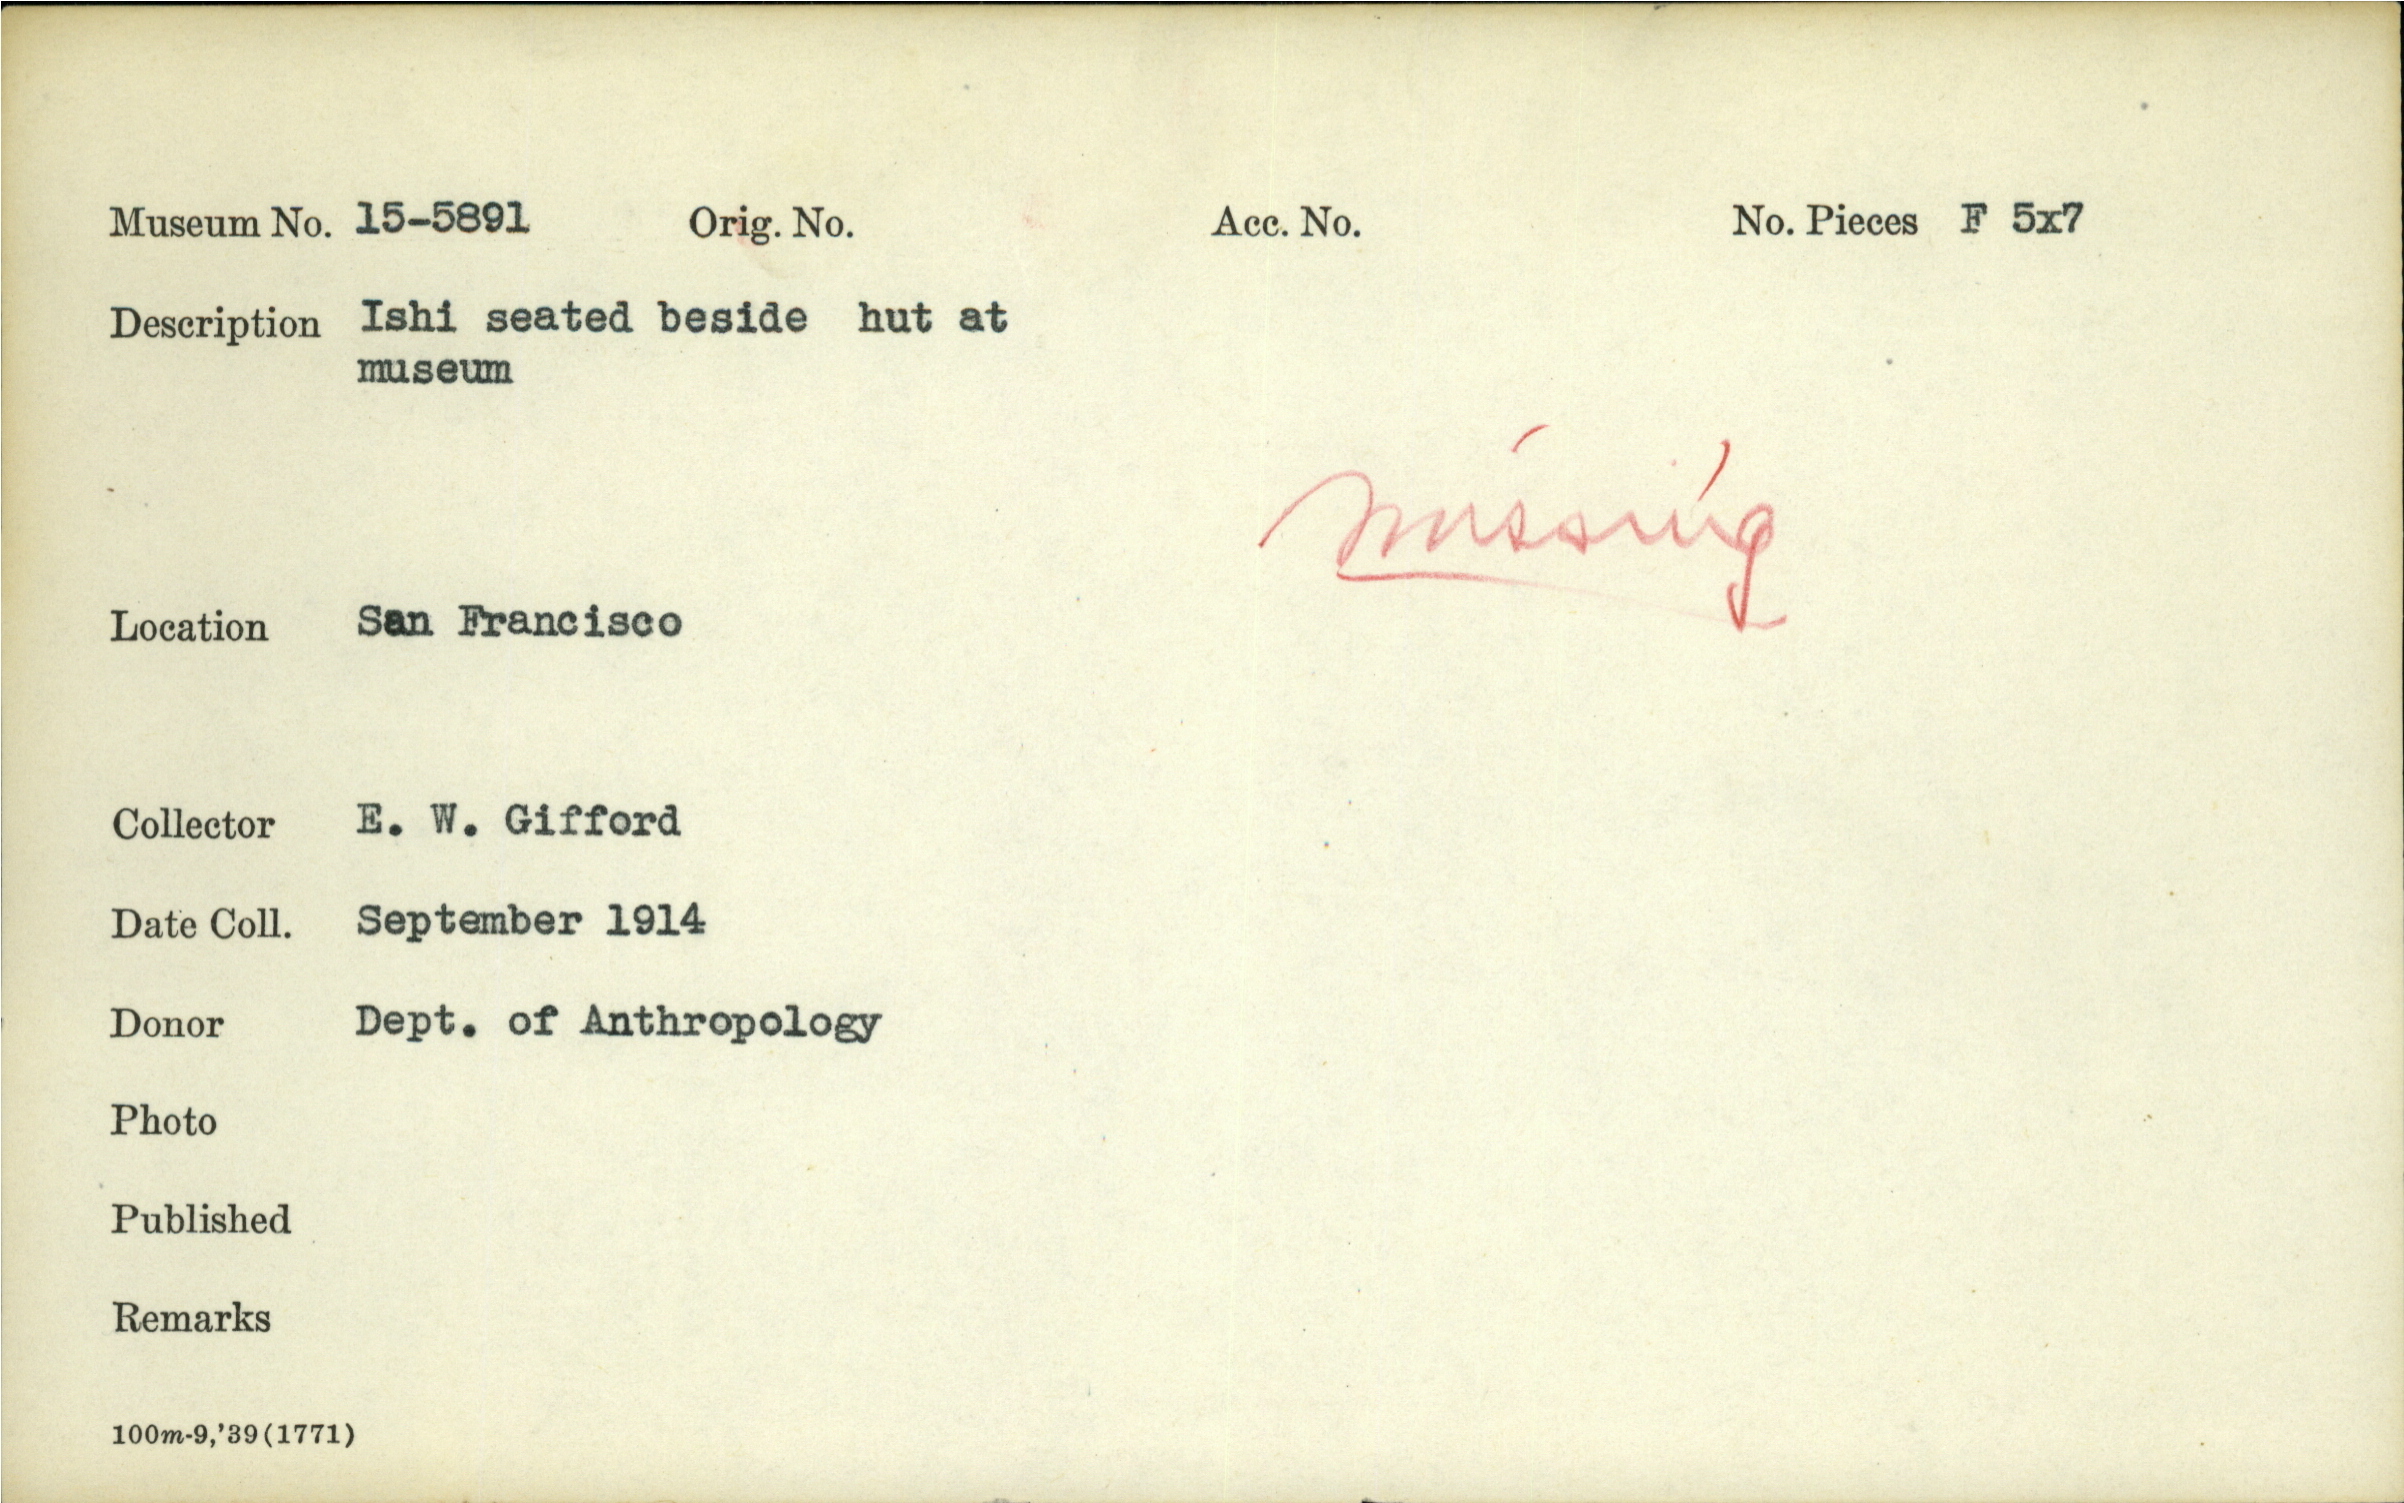 Museum No. 15-5891 Orig. No. Acc. No. No. Pieces F 5x7
Description Ishi seated beside hut at
museum
missing
Location San Francisco
Collector E. W. Gifford
Date Coll. September 1914
Donor Dept. of Anthropology
Photo
Published
Remarks
100m-9,'39(1771)